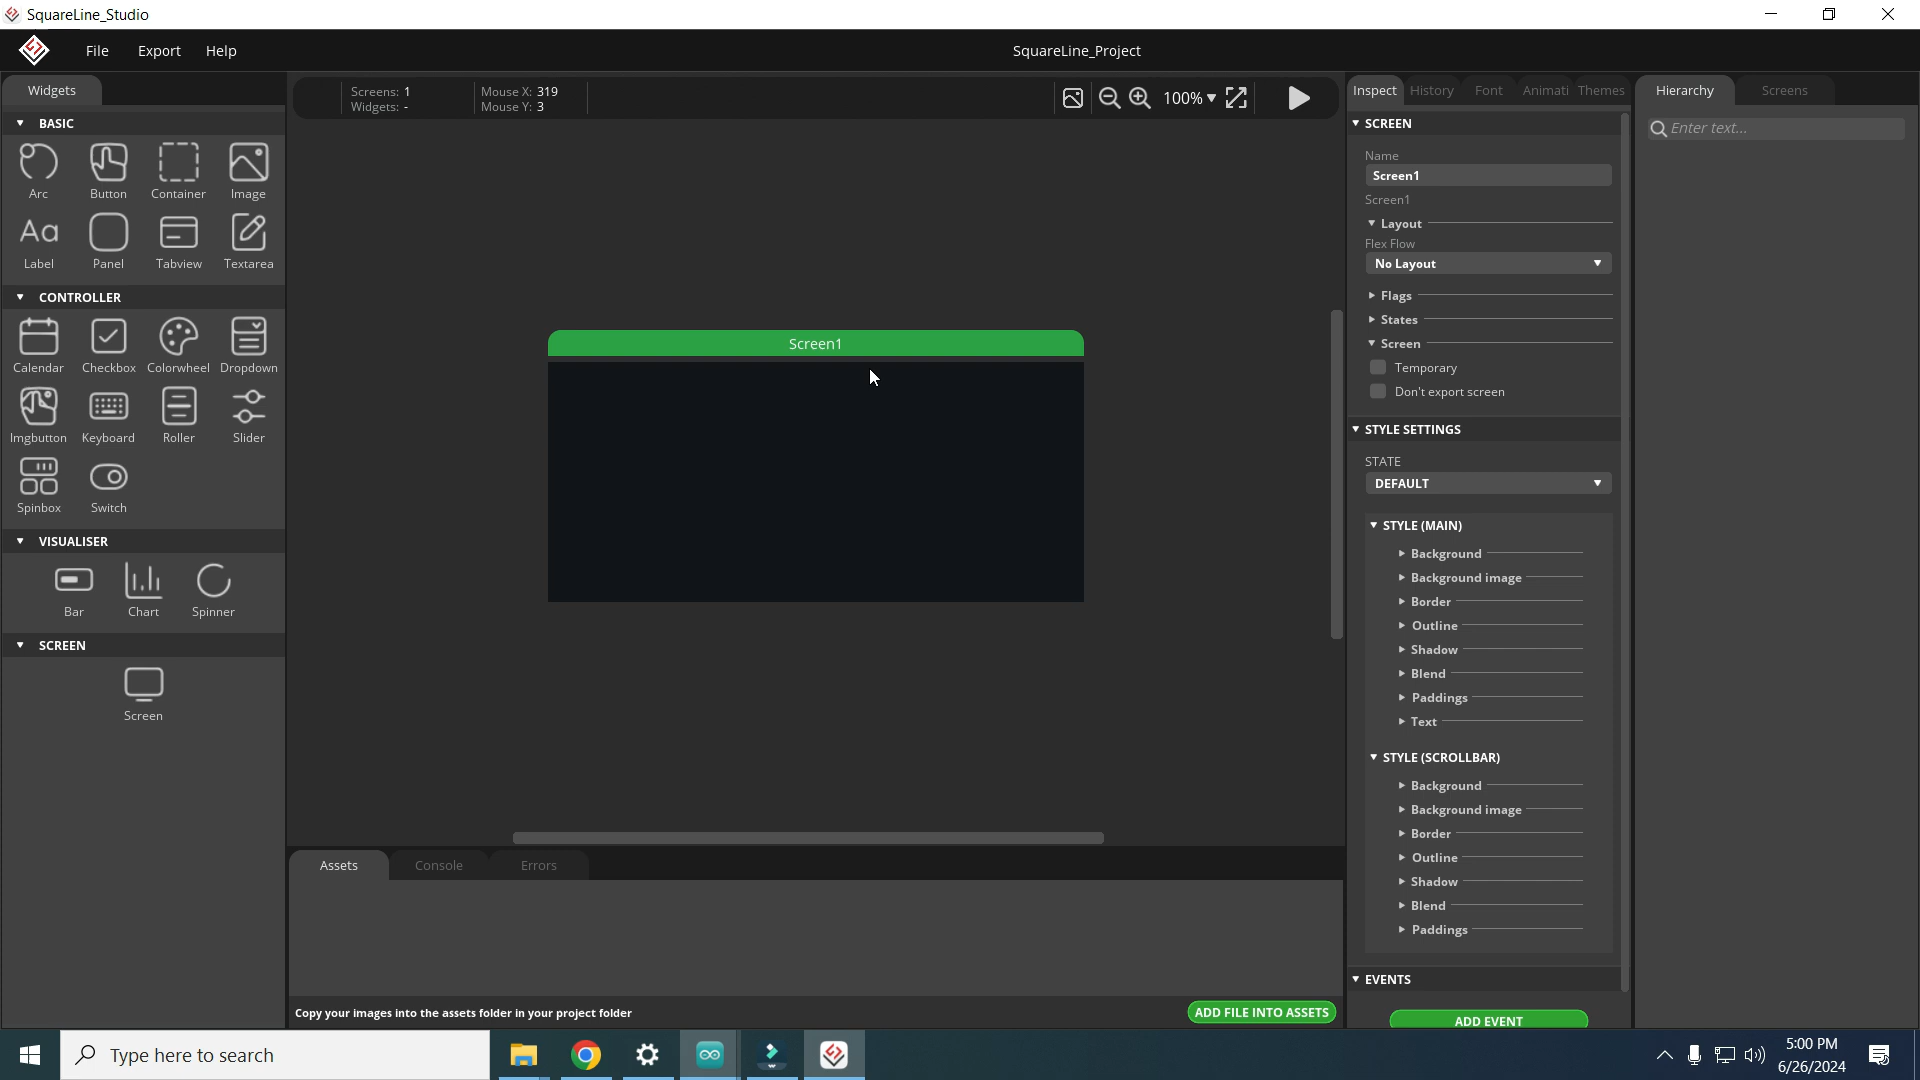 SquareLine_Studio
File Export Help SquareLine_Project
Widgets
BASIC
Arc Button Container Image
Label Panel Tabview Textarea
CONTROLLER
Calendar Checkbox Colorwheel Dropdown
Imgbutton Keyboard Roller Slider
Spinbox Switch
VISUALISER
Bar Chart Spinner
SCREEN
Screen
Screens: 1
Widgets: -
Mouse X: 319
Mouse Y: 3
100%
Screen1
Assets Console Errors
Copy your images into the assets folder in your project folder
ADD FILE INTO ASSETS
Inspect History Font Animati Themes
SCREEN
Name
Screen1
Screen1
Layout
Flex Flow
No Layout
Flags
States
Screen
Temporary
Don't export screen
STYLE SETTINGS
STATE
DEFAULT
STYLE (MAIN)
Background
Background image
Border
Outline
Shadow
Blend
Paddings
Text
STYLE (SCROLLBAR)
Background
Background image
Border
Outline
Shadow
Blend
Paddings
EVENTS
ADD EVENT
Hierarchy Screens
Enter text...
Type here to search
5:00 PM
6/26/2024